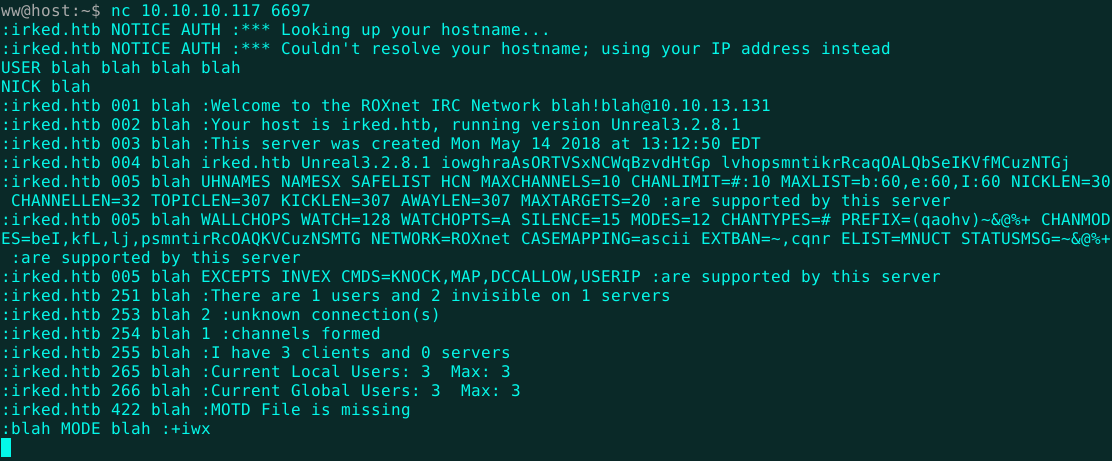 ww@host:~$ nc 10.10.10.117 6697
:irked.htb NOTICE AUTH :*** Looking up your hostname...
:irked.htb NOTICE AUTH :*** Couldn't resolve your hostname; using your IP address instead
USER blah blah blah blah
NICK blah
:irked.htb 001 blah :Welcome to the ROXnet IRC Network blah!blah@10.10.13.131
:irked.htb 002 blah :Your host is irked.htb, running version Unreal3.2.8.1
:irked.htb 003 blah :This server was created Mon May 14 2018 at 13:12:50 EDT
:irked.htb 004 blah irked.htb Unreal3.2.8.1 iowghraAsORTVSxNCWqBzvdHtGp lvhopsmntikrRcaqOALQbSeIKVfMCuzNTGj
:irked.htb 005 blah UHNAMES NAMESX SAFELIST HCN MAXCHANNELS=10 CHANLIMIT=#:10 MAXLIST=b:60,e:60,I:60 NICKLEN=30
 CHANNELLEN=32 TOPICLEN=307 KICKLEN=307 AWAYLEN=307 MAXTARGETS=20 :are supported by this server
:irked.htb 005 blah WALLCHOPS WATCH=128 WATCHOPTS=A SILENCE=15 MODES=12 CHANTYPES=# PREFIX=(qaohv)~&@%+ CHANMOD
ES=beI,kfL,lj,psmntirRcOAQKVCuzNSMTG NETWORK=ROXnet CASEMAPPING=ascii EXTBAN=~,cqnr ELIST=MNUCT STATUSMSG=~&@%+
 :are supported by this server
:irked.htb 005 blah EXCEPTS INVEX CMDS=KNOCK,MAP,DCCALLOW,USERIP :are supported by this server
:irked.htb 251 blah :There are 1 users and 2 invisible on 1 servers
:irked.htb 253 blah 2 :unknown connection(s)
:irked.htb 254 blah 1 :channels formed
:irked.htb 255 blah :I have 3 clients and 0 servers
:irked.htb 265 blah :Current Local Users: 3  Max: 3
:irked.htb 266 blah :Current Global Users: 3  Max: 3
:irked.htb 422 blah :MOTD File is missing
:blah MODE blah :+iwx